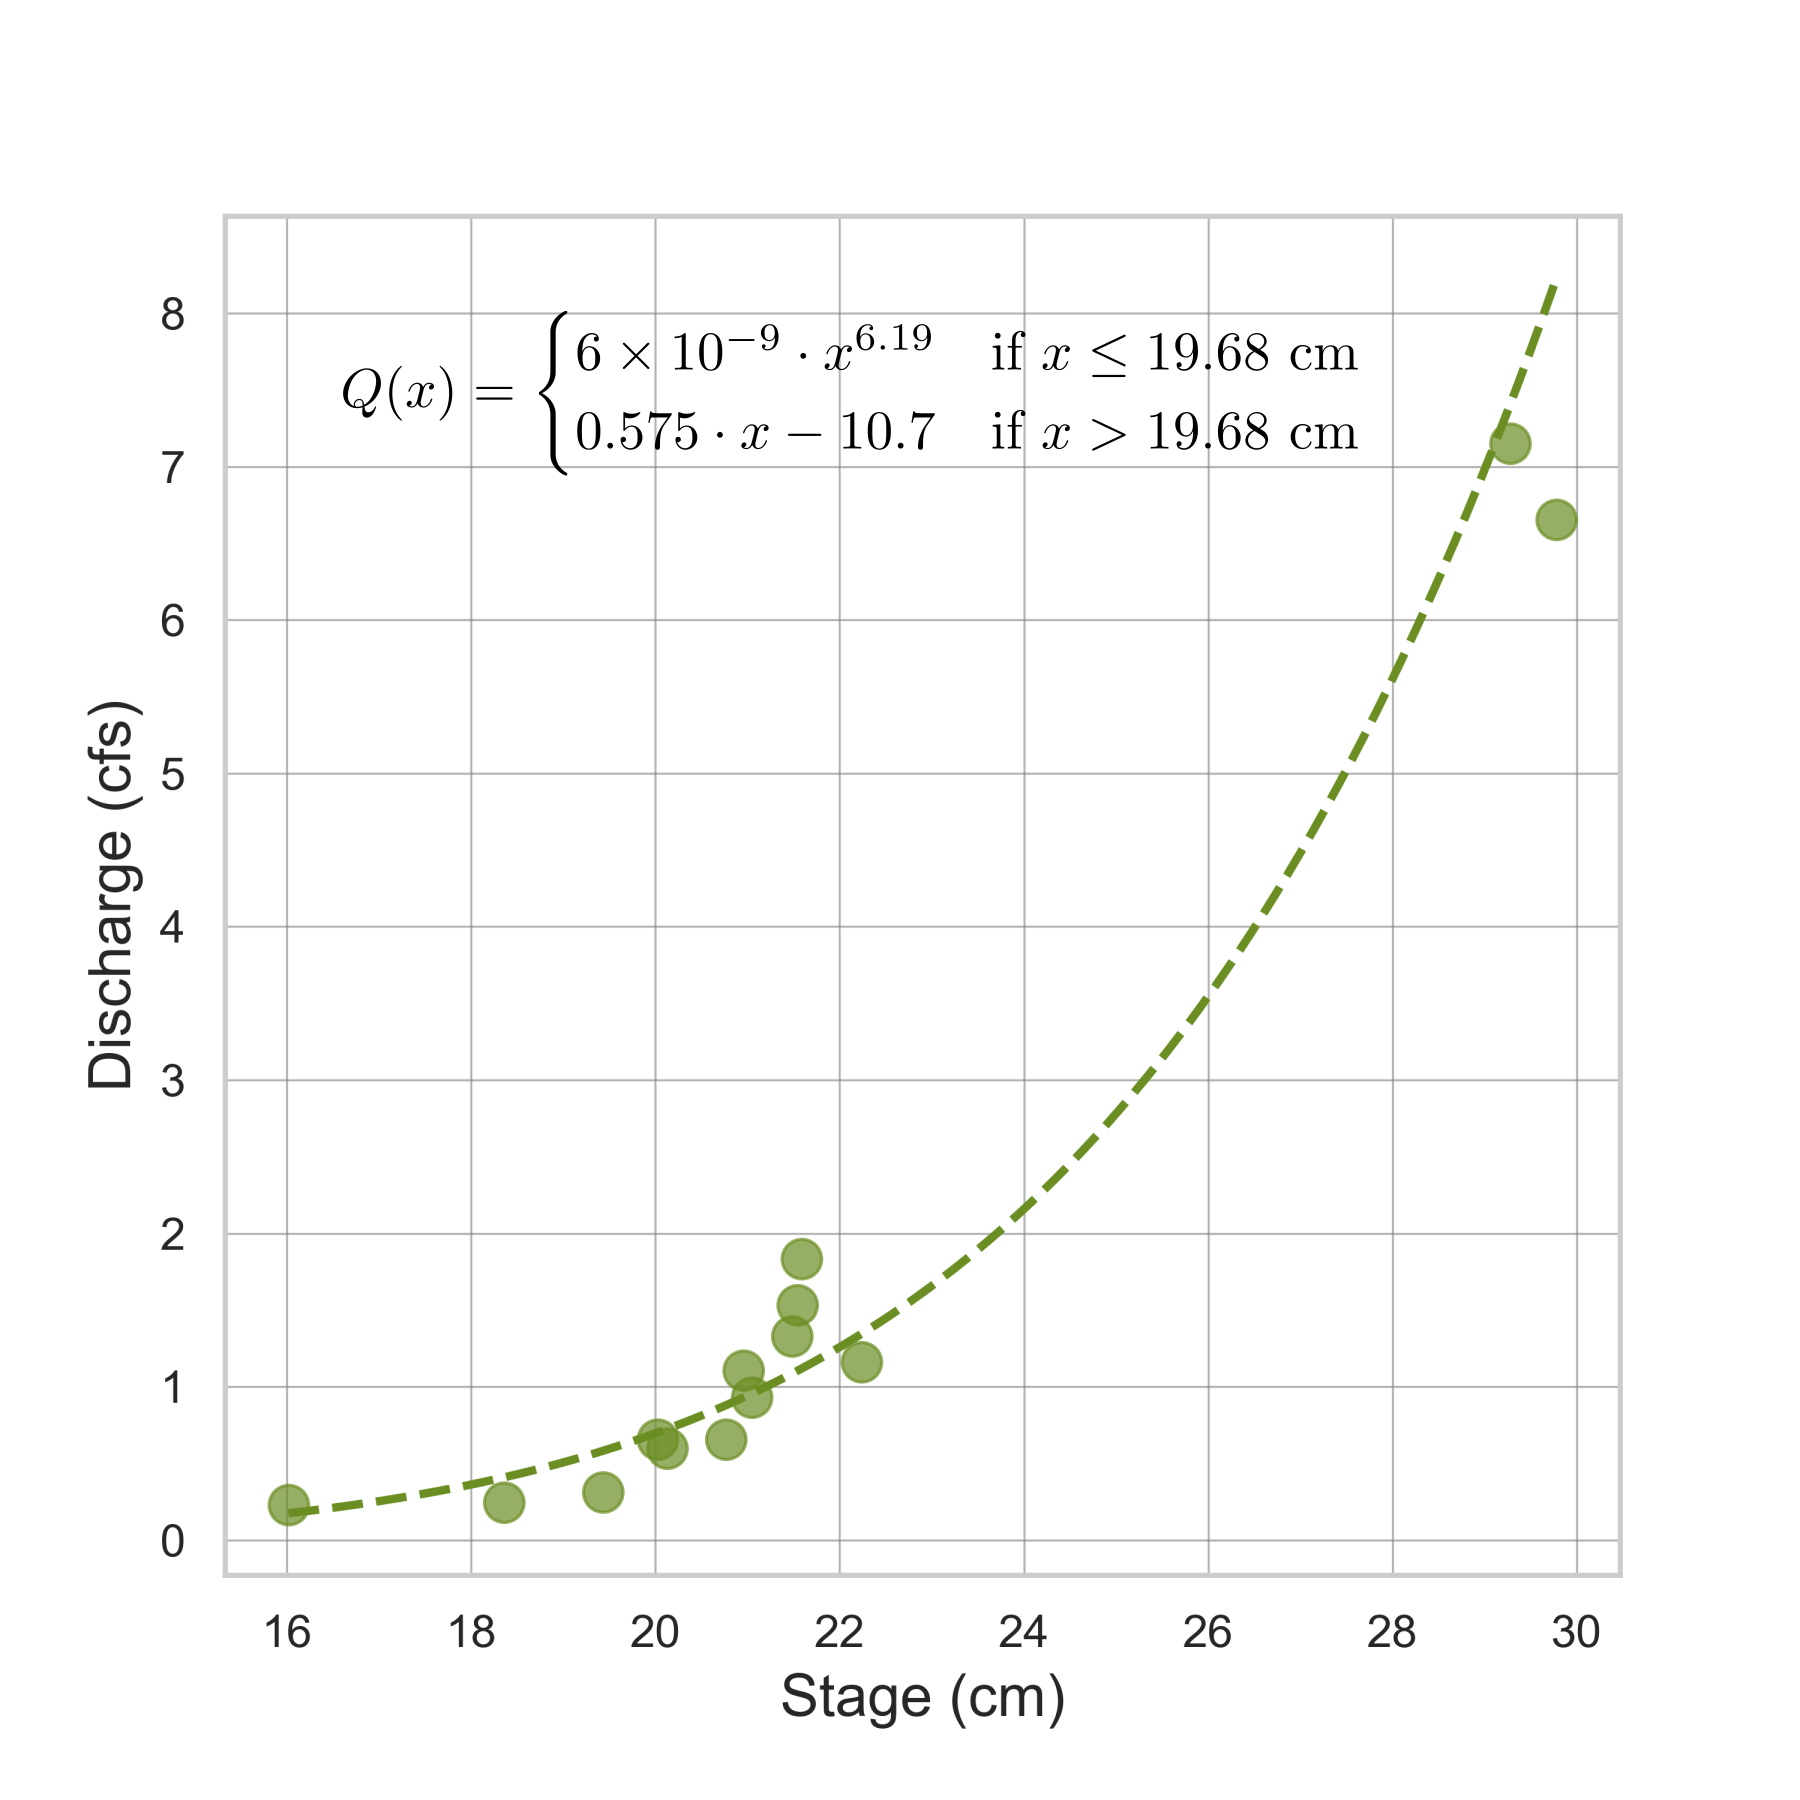 Q(x) = { 6 × 10⁻⁹ · x⁶·¹⁹ if x ≤ 19.68 cm
0.575 · x − 10.7 if x > 19.68 cm
8
7
6
5
4
3
2
1
0
Discharge (cfs)
16 18 20 22 24 26 28 30
Stage (cm)